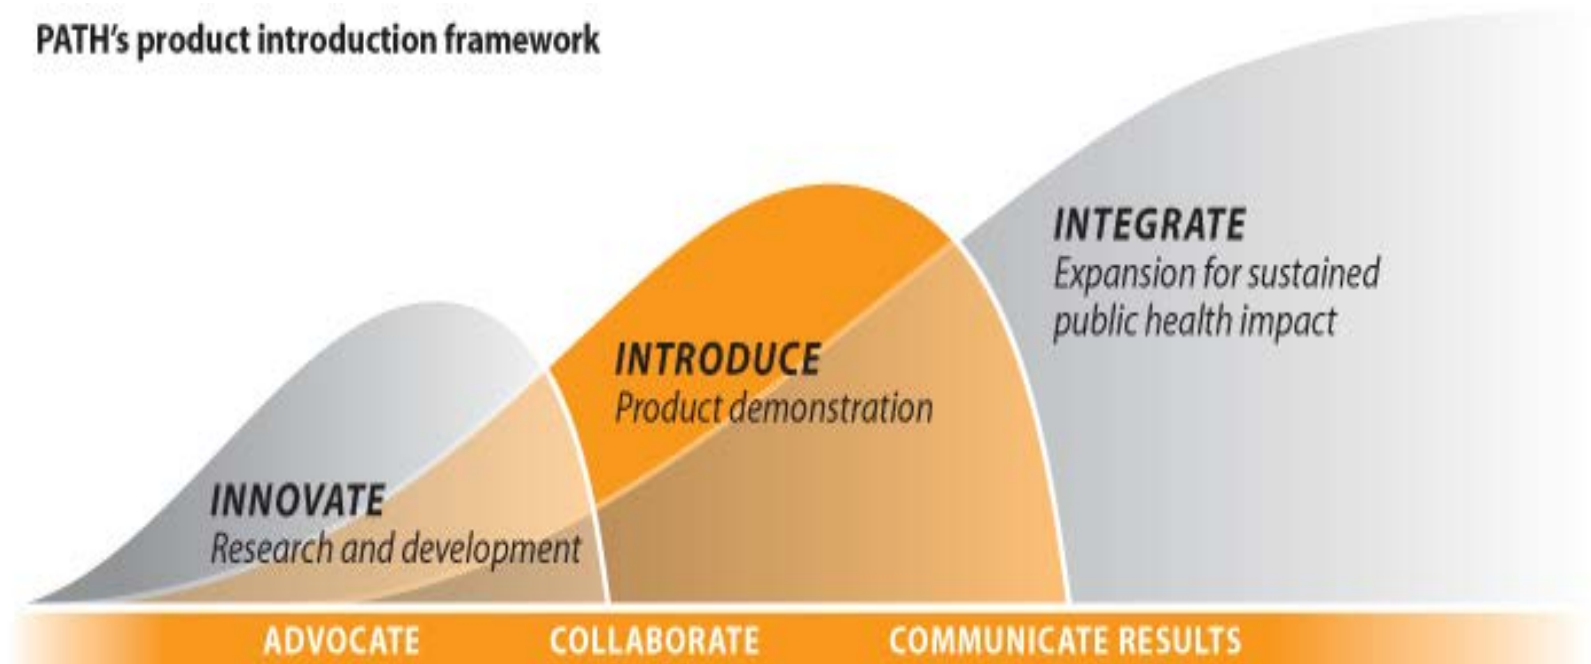 PATH's product introduction framework
INTEGRATE
Expansion for sustained
public health impact
INTRODUCE
Product demonstration
INNOVATE
Research and development
ADVOCATE COLLABORATE COMMUNICATE RESULTS